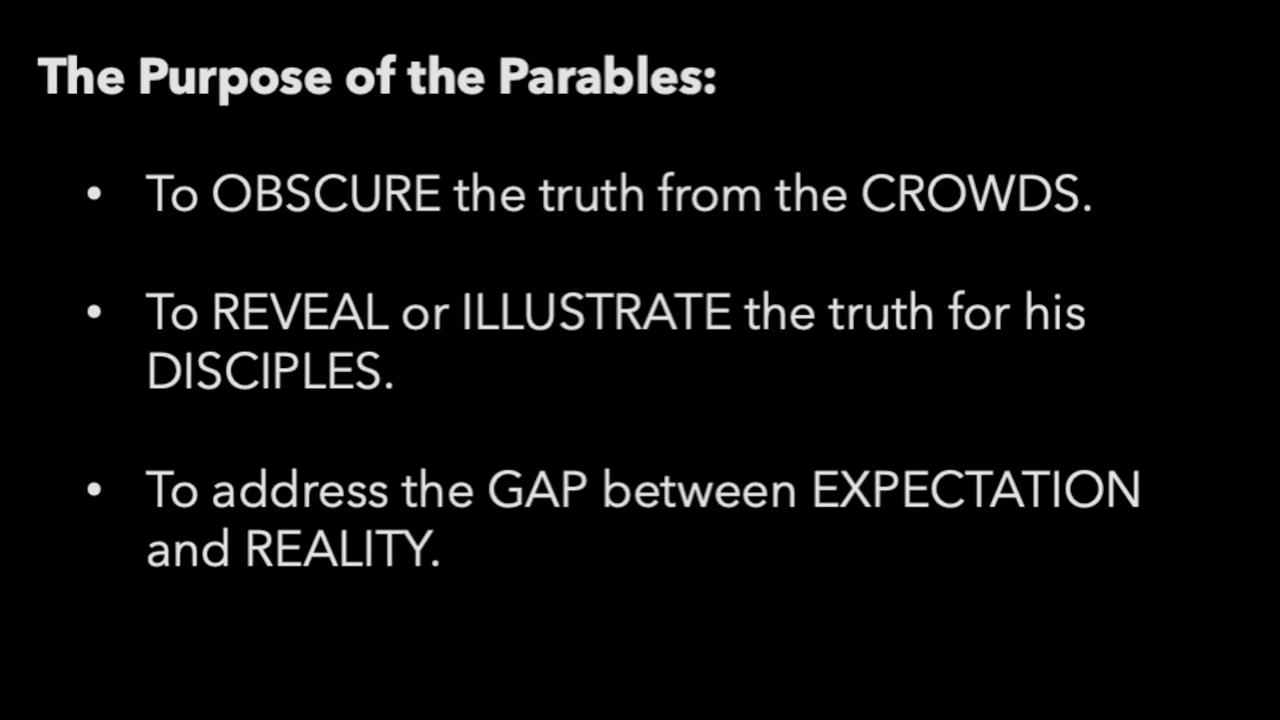 The Purpose of the Parables:
• To OBSCURE the truth from the CROWDS.
• To REVEAL or ILLUSTRATE the truth for his
DISCIPLES.
• To address the GAP between EXPECTATION
and REALITY.